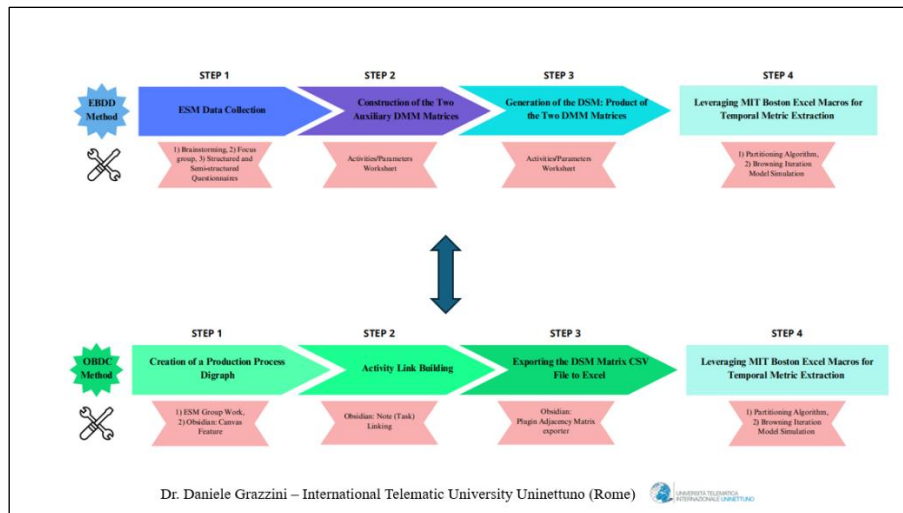 STEP 1
STEP 2
STEP 3
STEP 4
EBDD
Method
ESM Data Collection
Construction of the Two
Auxiliary DMM Matrices
Generation of the DSM: Product of
the Two DMM Matrices
Leveraging MIT Boston Excel Macros for
Temporal Metric Extraction
1) Brainstorming, 2) Focus
group, 3) Structured and
Semi-structured
Questionnaires
Activities/Parameters
Worksheet
Activities/Parameters
Worksheet
1) Partitioning Algorithm,
2) Browning Iteration
Model Simulation
STEP 1
STEP 2
STEP 3
STEP 4
OBDC
Method
Creation of a Production Process
Digraph
Activity Link Building
Exporting the DSM Matrix CSV
File to Excel
Leveraging MIT Boston Excel Macros for
Temporal Metric Extraction
1) ESM Group Work,
2) Obsidian: Canvas
Feature
Obsidian: Note (Task)
Linking
Obsidian:
Plugin Adjacency Matrix
exporter
1) Partitioning Algorithm,
2) Browning Iteration
Model Simulation
Dr. Daniele Grazzini – International Telematic University Uninettuno (Rome)
UNIVERSITÀ TELEMATICA
INTERNAZIONALE UNINETTUNO